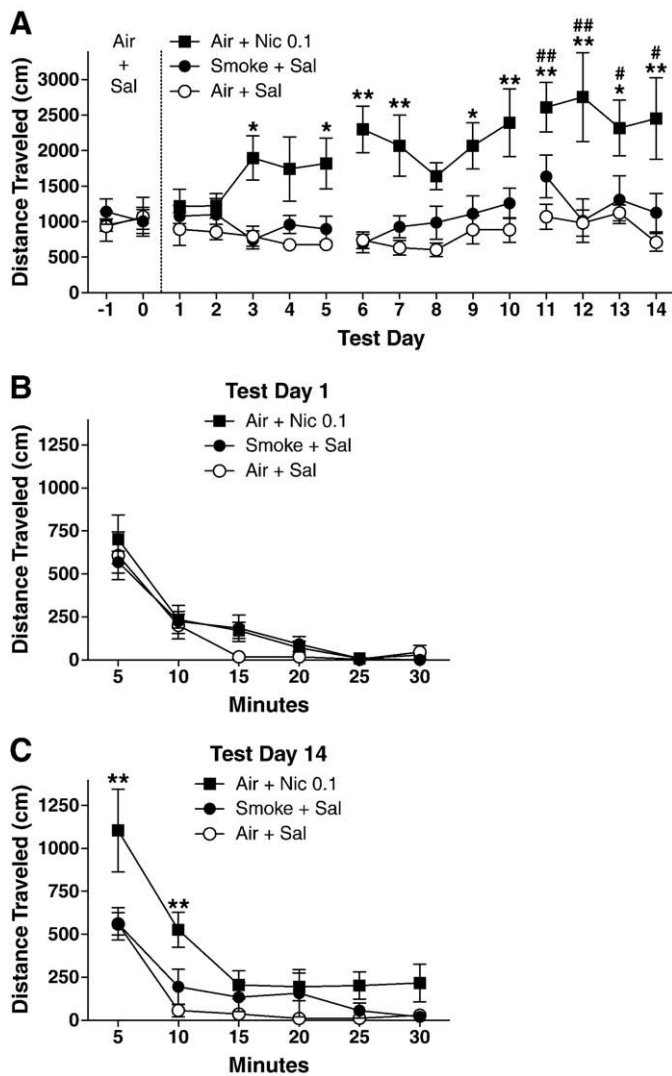 A
Air
+
Sal
Air + Nic 0.1
Smoke + Sal
Air + Sal
Distance Traveled (cm)
3000
2500
2000
1500
1000
500
0
* * ** ** * ** ## ** ## ** # * # **
-1 0 1 2 3 4 5 6 7 8 9 10 11 12 13 14
Test Day
B
Test Day 1
Air + Nic 0.1
Smoke + Sal
Air + Sal
Distance Traveled (cm)
1250
1000
750
500
250
0
5 10 15 20 25 30
Minutes
C
Test Day 14
Air + Nic 0.1
Smoke + Sal
Air + Sal
Distance Traveled (cm)
1250
1000
750
500
250
0
** **
5 10 15 20 25 30
Minutes